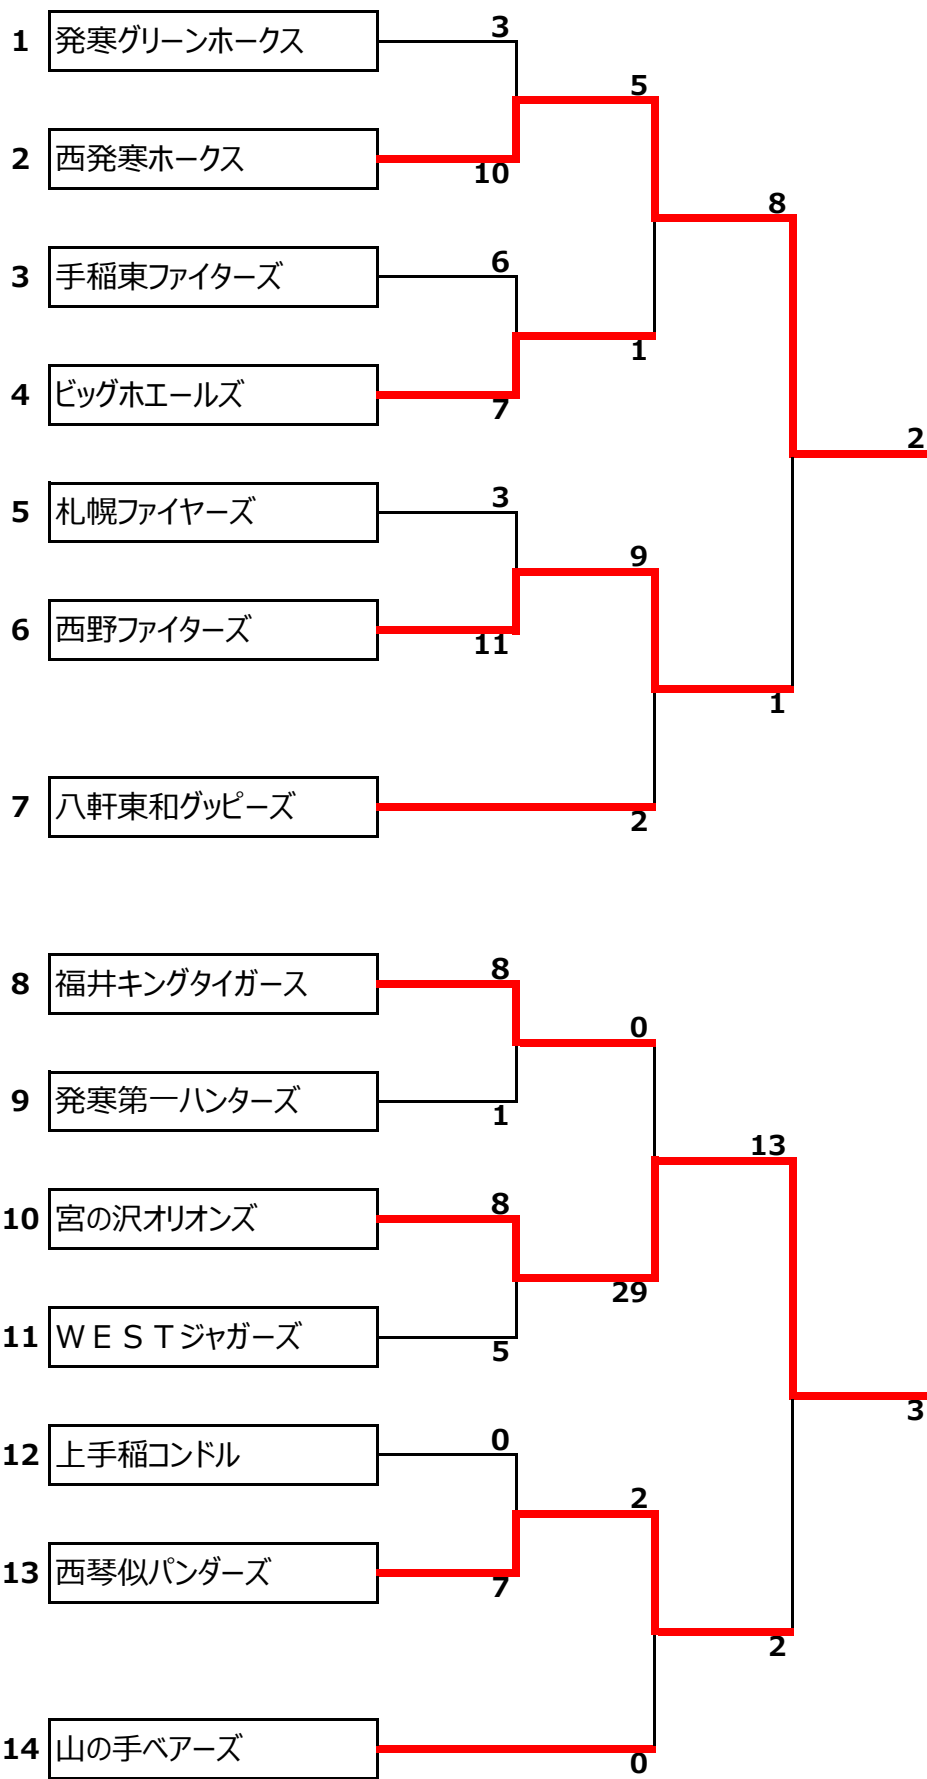 3
1 発寒グリーンホークス
5
2 西発寒ホークス
10
8
6
3 手稲東ファイターズ
1
4 ビッグホエールズ
7
2
3
5 札幌ファイヤーズ
9
6 西野ファイターズ
11
1
7 八軒東和グッピーズ
2
8
8 福井キングタイガース
0
9 発寒第一ハンターズ
1
13
8
10 宮の沢オリオンズ
29
11 ＷＥＳＴジャガーズ
5
3
0
12 上手稲コンドル
2
13 西琴似パンダーズ
7
2
14 山の手ベアーズ
0